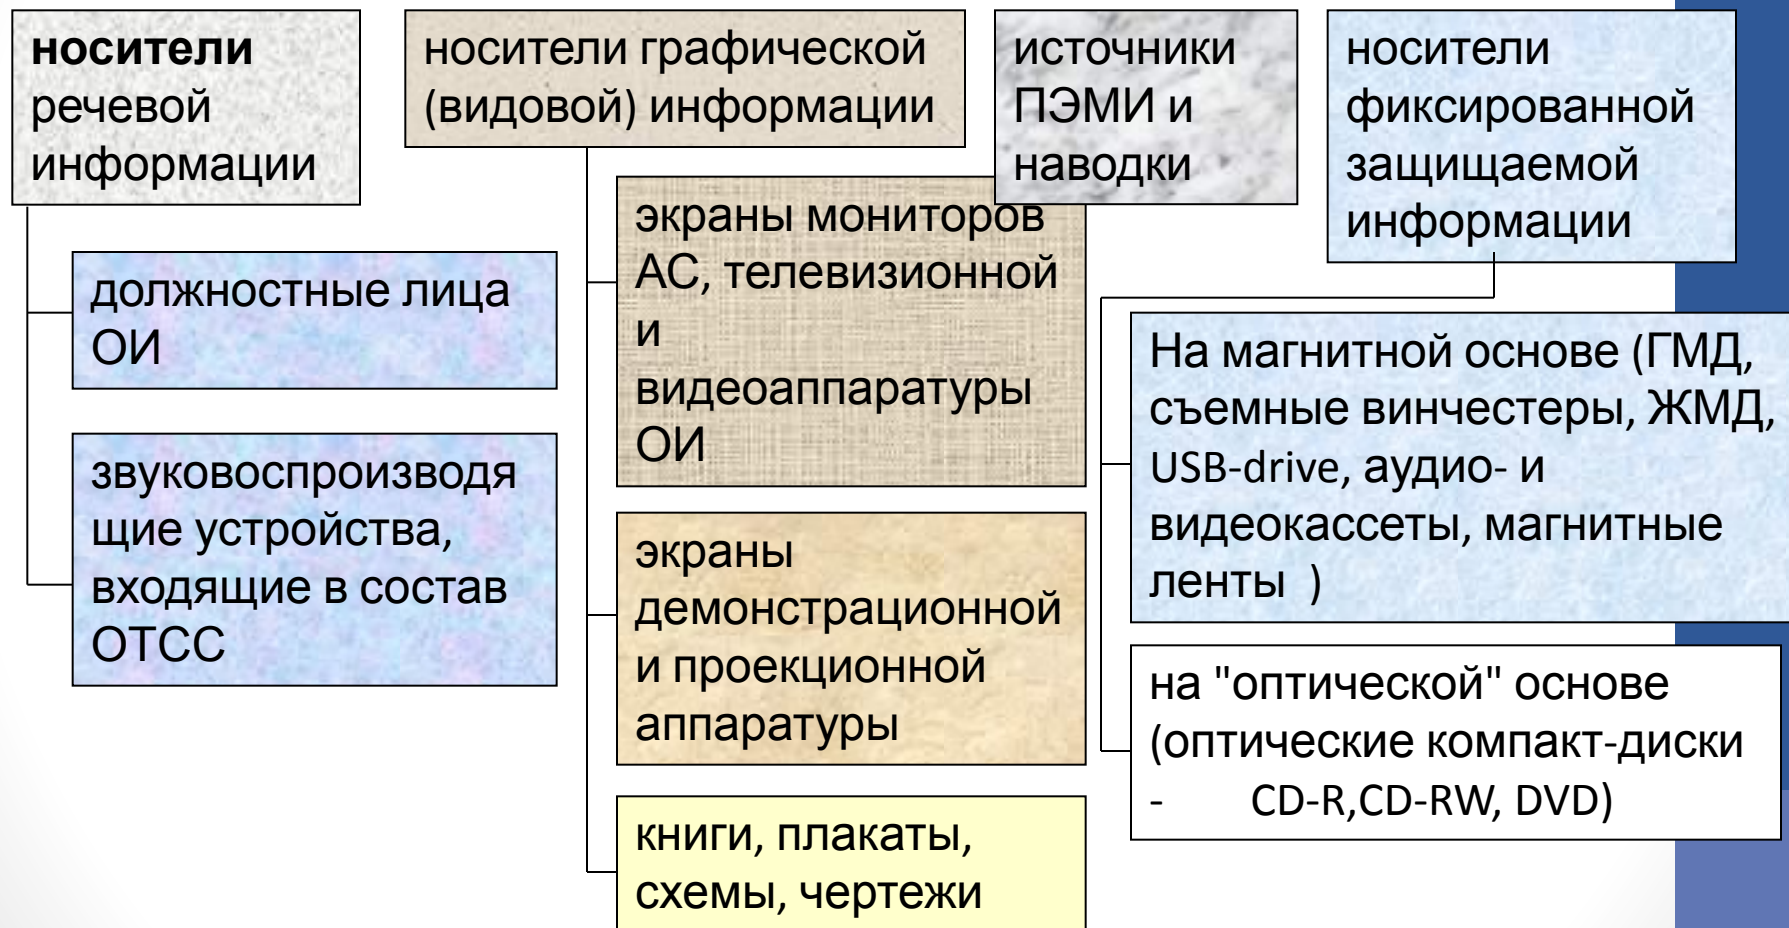 носители
речевой
информации
должностные лица
ОИ
звуковоспроизводя
щие устройства,
входящие в состав
ОТСС
носители графической
(видовой) информации
экраны мониторов
АС, телевизионной
и
видеоаппаратуры
ОИ
экраны
демонстрационной
и проекционной
аппаратуры
книги, плакаты,
схемы, чертежи
источники
ПЭМИ и
наводки
носители
фиксированной
защищаемой
информации
На магнитной основе (ГМД,
съемные винчестеры, ЖМД,
USB-drive, аудио- и
видеокассеты, магнитные
ленты )
на "оптической" основе
(оптические компакт-диски
- CD-R,CD-RW, DVD)